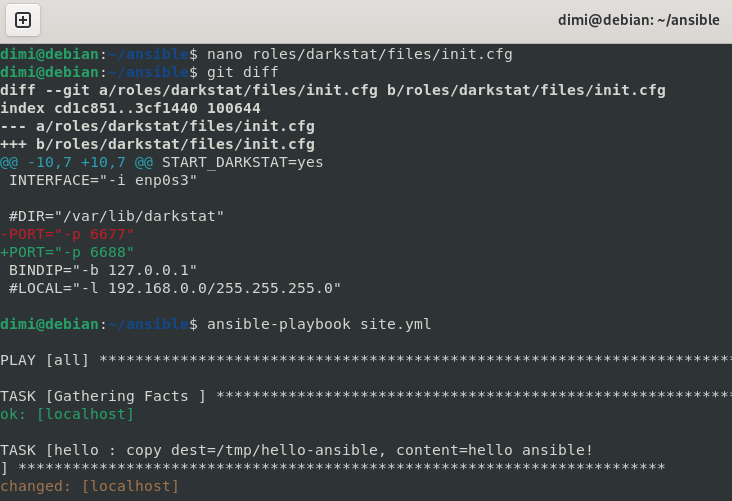 dimi@debian: ~/ansible
dimi@debian:~/ansible$ nano roles/darkstat/files/init.cfg
dimi@debian:~/ansible$ git diff
diff --git a/roles/darkstat/files/init.cfg b/roles/darkstat/files/init.cfg
index cd1c851..3cf1440 100644
--- a/roles/darkstat/files/init.cfg
+++ b/roles/darkstat/files/init.cfg
@@ -10,7 +10,7 @@ START_DARKSTAT=yes
 INTERFACE="-i enp0s3"
 #DIR="/var/lib/darkstat"
-PORT="-p 6677"
+PORT="-p 6688"
 BINDIP="-b 127.0.0.1"
 #LOCAL="-l 192.168.0.0/255.255.255.0"
dimi@debian:~/ansible$ ansible-playbook site.yml
PLAY [all] ***********************************************************************
TASK [Gathering Facts ] **********************************************************
ok: [localhost]
TASK [hello : copy dest=/tmp/hello-ansible, content=hello ansible!
] ************************************************************************
changed: [localhost]